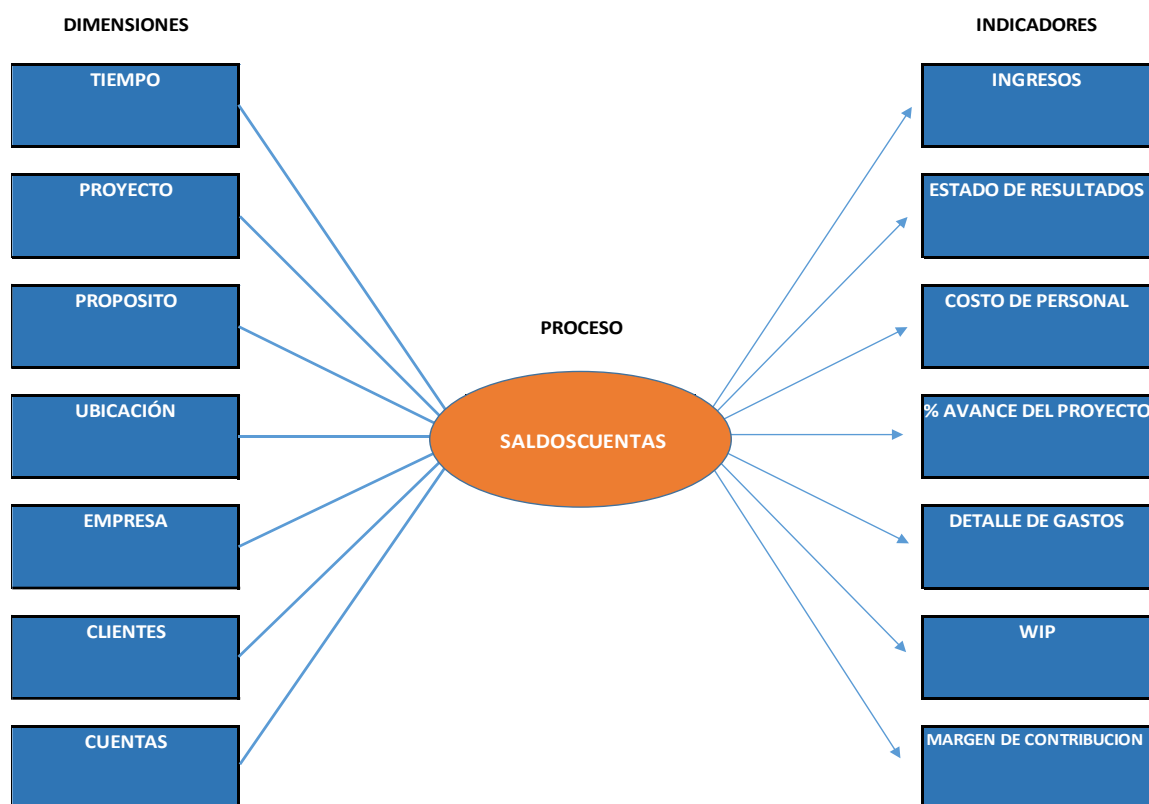 DIMENSIONES
INDICADORES
TIEMPO
INGRESOS
PROYECTO
ESTADO DE RESULTADOS
PROPOSITO
COSTO DE PERSONAL
PROCESO
UBICACIÓN
% AVANCE DEL PROYECTO
SALDOSCUENTAS
EMPRESA
DETALLE DE GASTOS
CLIENTES
WIP
CUENTAS
MARGEN DE CONTRIBUCION